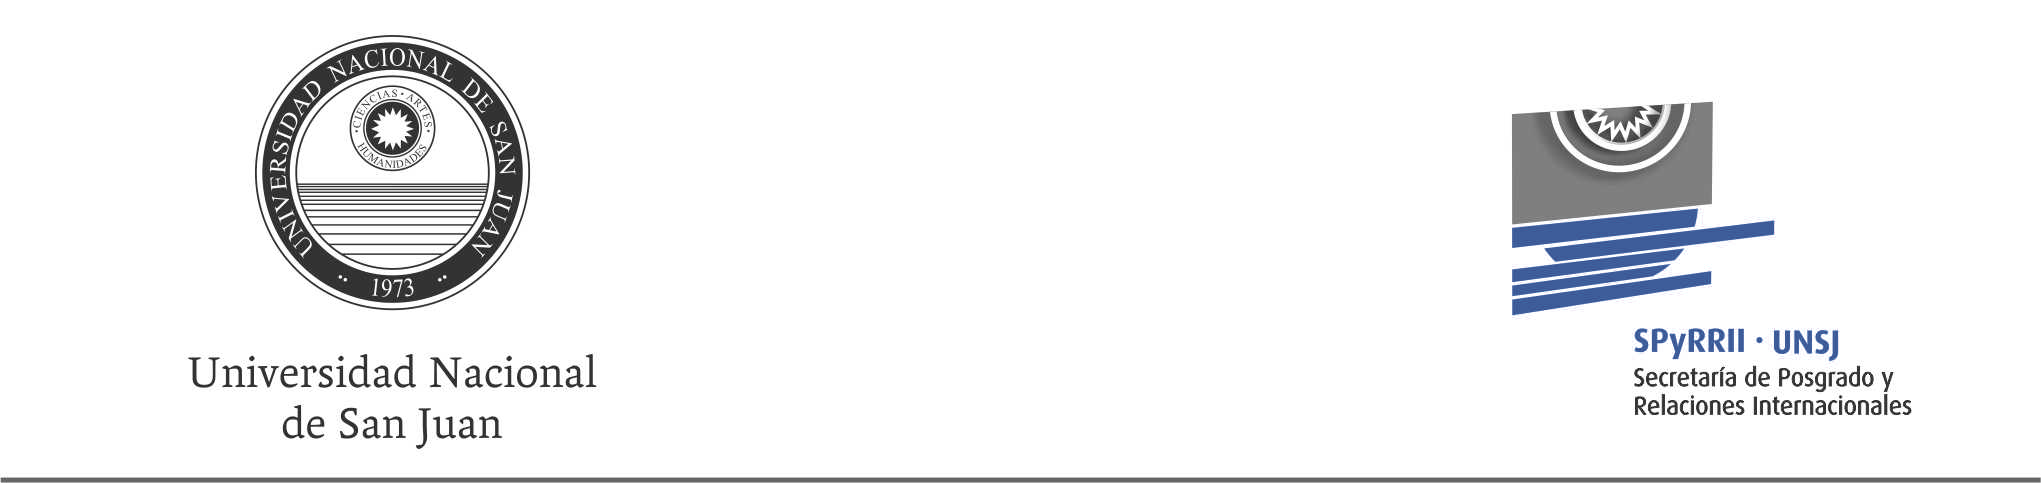 UNIVERSIDAD NACIONAL DE SAN JUAN
CIENCIAS · ARTES ·
HUMANIDADES ·
·· 1973 ··
Universidad Nacional
de San Juan
SPyRRII · UNSJ
Secretaría de Posgrado y
Relaciones Internacionales